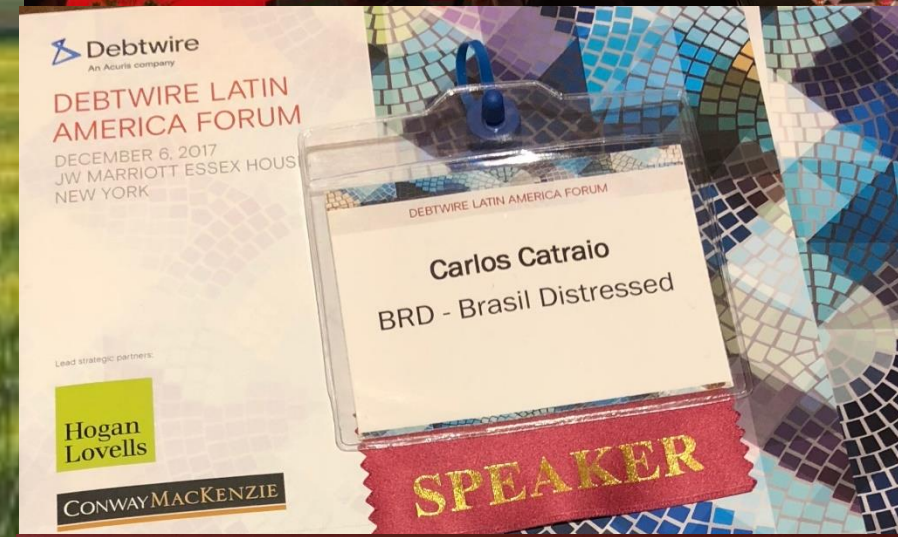 Debtwire
An Acuris company
DEBTWIRE LATIN
AMERICA FORUM
DECEMBER 6, 2017
JW MARRIOTT ESSEX HOUS
NEW YORK
Lead strategic partners:
Hogan
Lovells
CONWAY MACKENZIE
DEBTWIRE LATIN AMERICA FORUM
Carlos Catraio
BRD - Brasil Distressed
SPEAKER